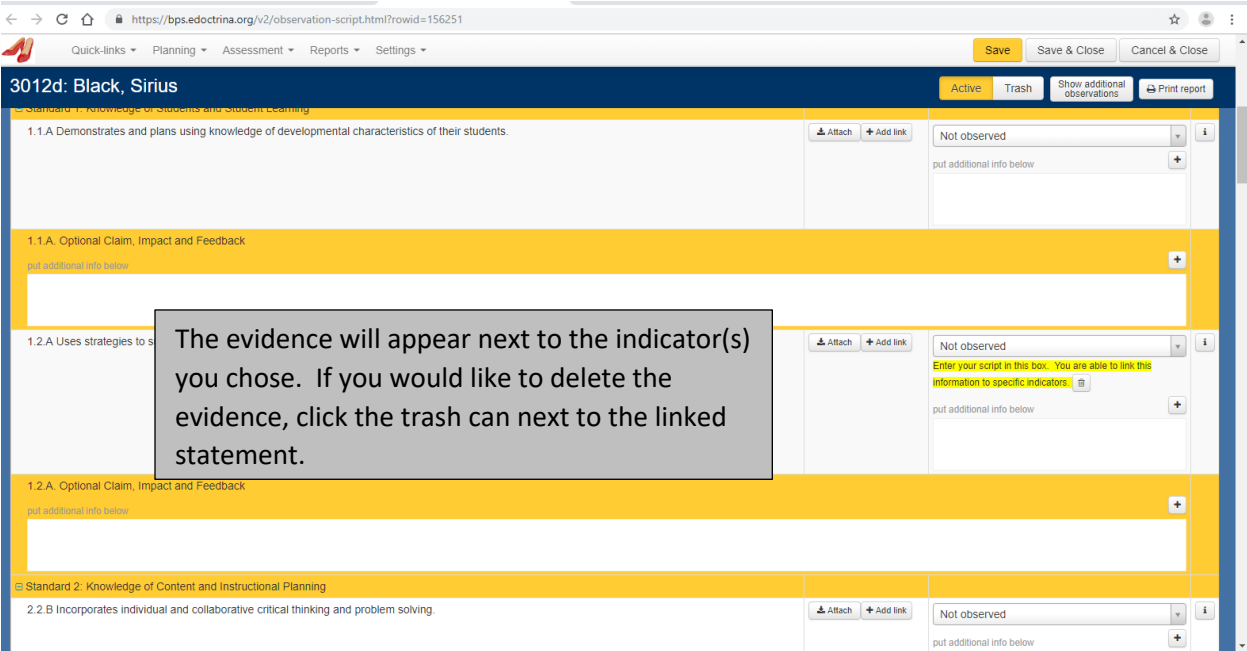 https://bps.edoctrina.org/v2/observation-script.html?rowid=156251
Quick-links Planning Assessment Reports Settings Save Save & Close Cancel & Close
3012d: Black, Sirius Active Trash Show additional observations Print report
Standard 1: Knowledge of Students and Student Learning
1.1.A Demonstrates and plans using knowledge of developmental characteristics of their students. Attach + Add link Not observed i
put additional info below +
1.1.A. Optional Claim, Impact and Feedback
put additional info below +
1.2.A Uses strategies to Attach + Add link Not observed i
Enter your script in this box. You are able to link this
information to specific indicators.
put additional info below +
The evidence will appear next to the indicator(s)
you chose. If you would like to delete the
evidence, click the trash can next to the linked
statement.
1.2.A. Optional Claim, Impact and Feedback
put additional info below +
Standard 2: Knowledge of Content and Instructional Planning
2.2.B Incorporates individual and collaborative critical thinking and problem solving. Attach + Add link Not observed i
put additional info below +